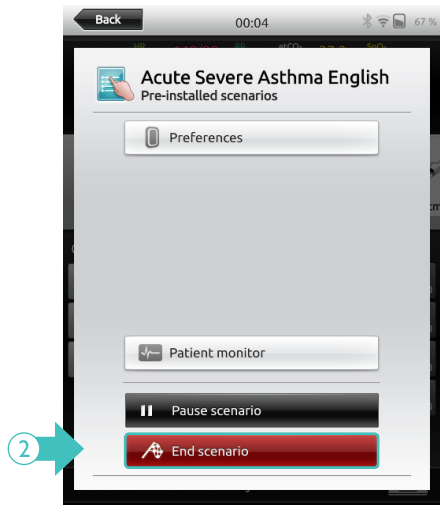 Back
00:04
67 %
Acute Severe Asthma English
Pre-installed scenarios
Preferences
Patient monitor
Pause scenario
2
End scenario